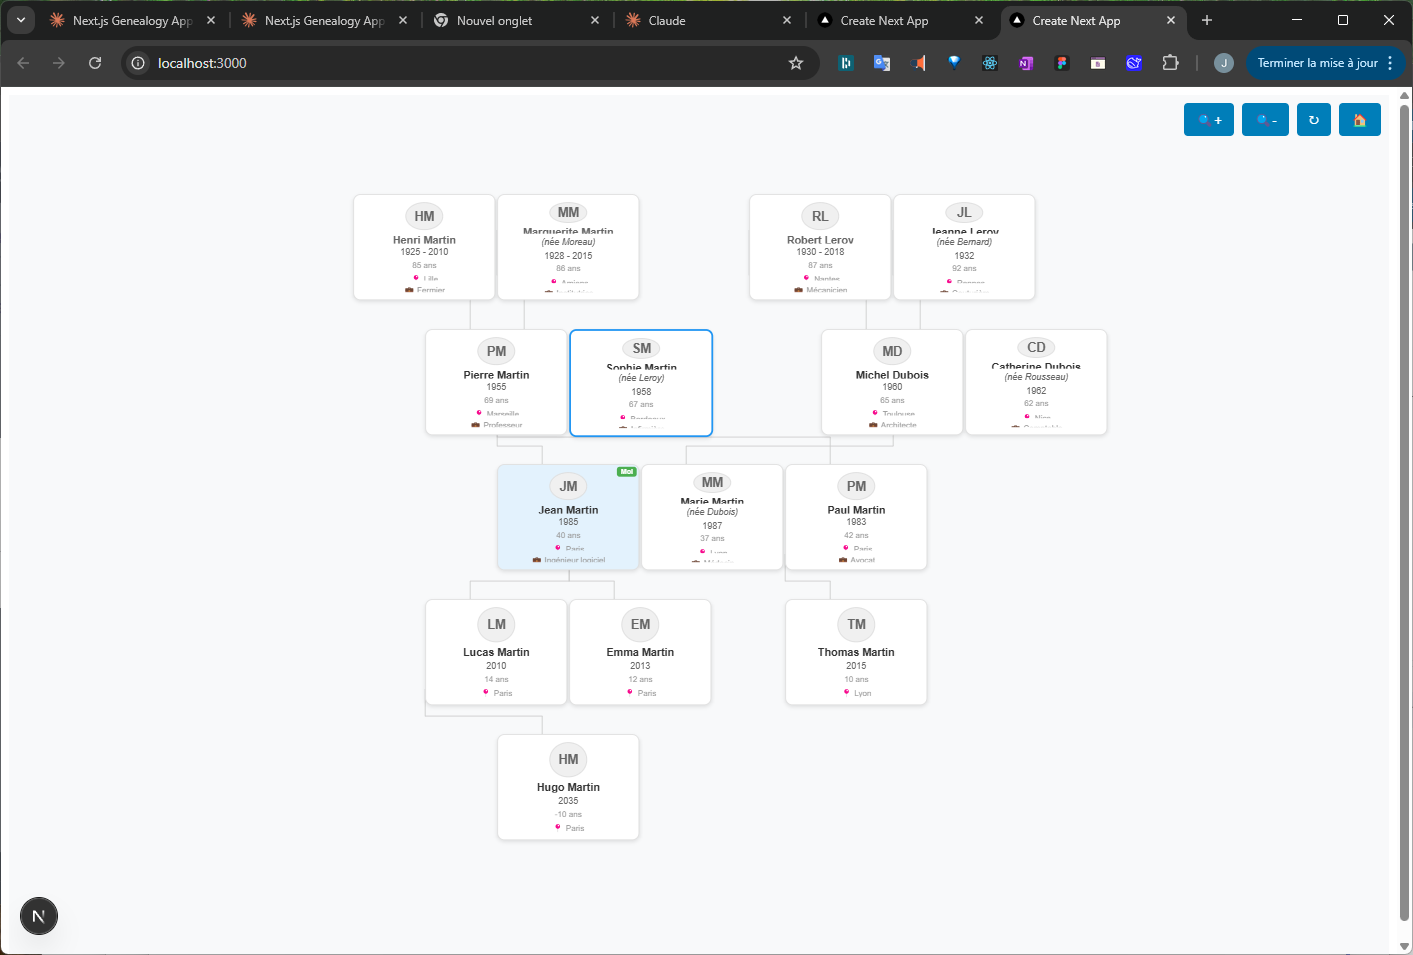 Next.js Genealogy App
Next.js Genealogy App
Nouvel onglet
Claude
Create Next App
Create Next App
localhost:3000
J
Terminer la mise à jour
+
-
HM
Henri Martin
1925 - 2010
85 ans
Lille
Fermier
MM
Marguerite Martin
(née Moreau)
1928 - 2015
86 ans
Amiens
RL
Robert Leroy
1930 - 2018
87 ans
Nantes
Mécanicien
JL
Jeanne Leroy
(née Bernard)
1932
92 ans
Rennes
PM
Pierre Martin
1955
69 ans
Marseille
Professeur
SM
Sophie Martin
(née Leroy)
1958
67 ans
Bordeaux
MD
Michel Dubois
1960
65 ans
Toulouse
Architecte
CD
Catherine Dubois
(née Rousseau)
1962
62 ans
Nice
Moi
JM
Jean Martin
1985
40 ans
Paris
Ingénieur logiciel
MM
Marie Martin
(née Dubois)
1987
37 ans
Lyon
PM
Paul Martin
1983
42 ans
Paris
Avocat
LM
Lucas Martin
2010
14 ans
Paris
EM
Emma Martin
2013
12 ans
Paris
TM
Thomas Martin
2015
10 ans
Lyon
HM
Hugo Martin
2035
-10 ans
Paris
N